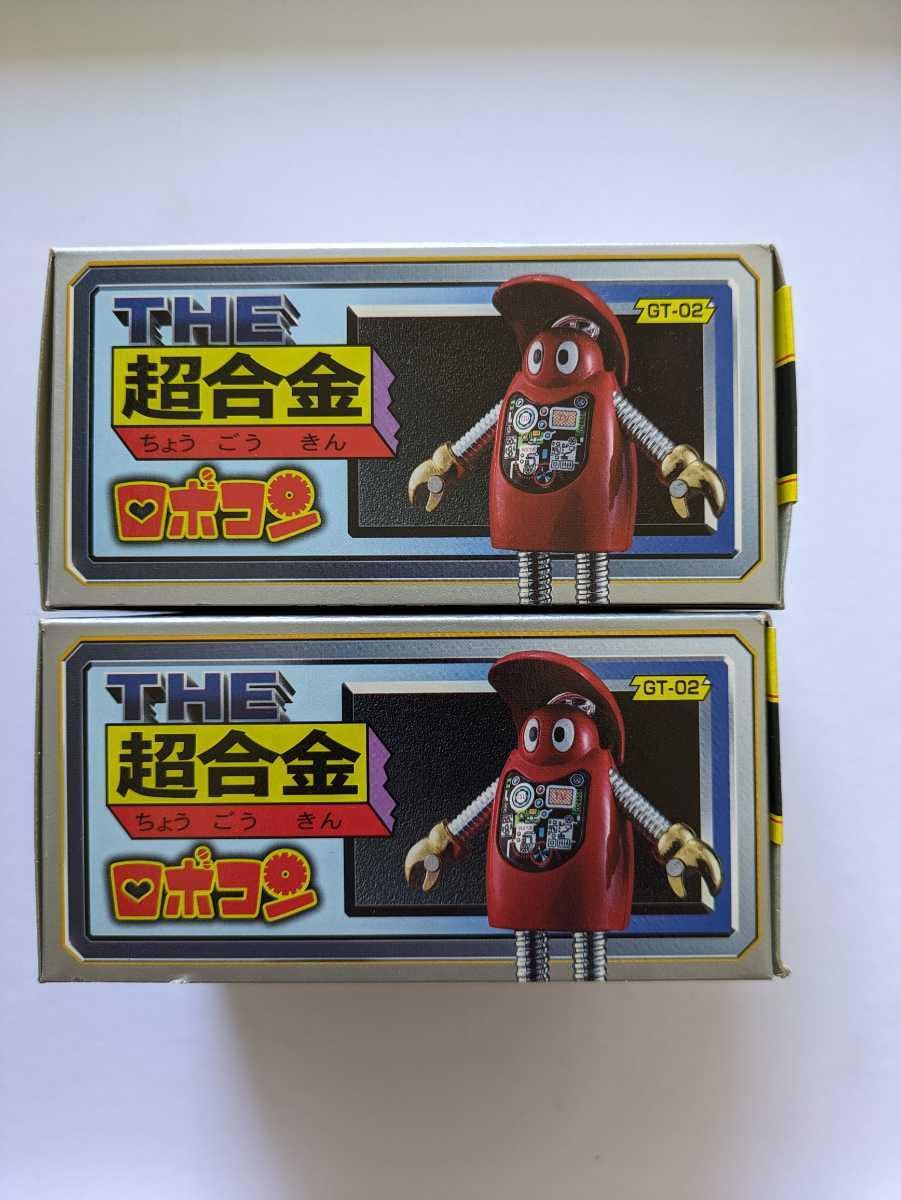 THE
超合金
ちょう ごう きん
ロボコン
GT-02
THE
超合金
ちょう ごう きん
ロボコン
GT-02